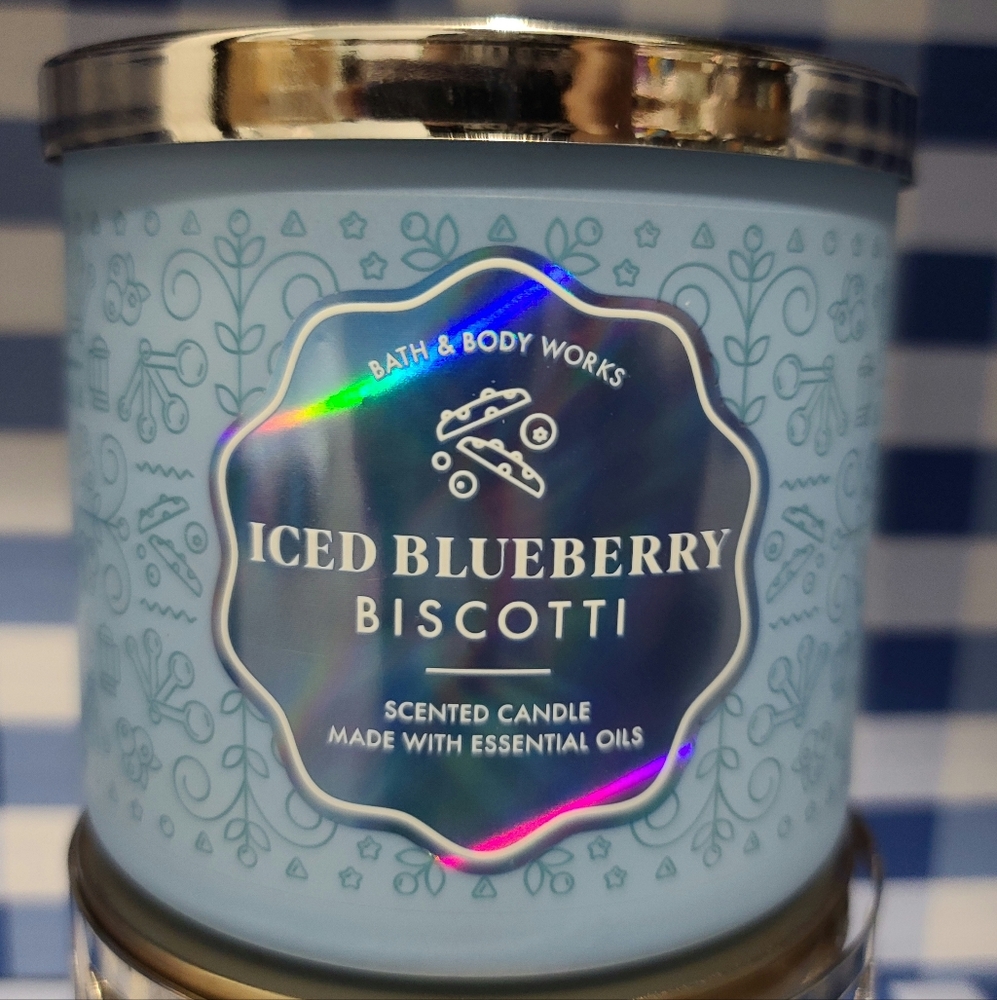 BATH & BODY WORKS
ICED BLUEBERRY
BISCOTTI
SCENTED CANDLE
MADE WITH ESSENTIAL OILS